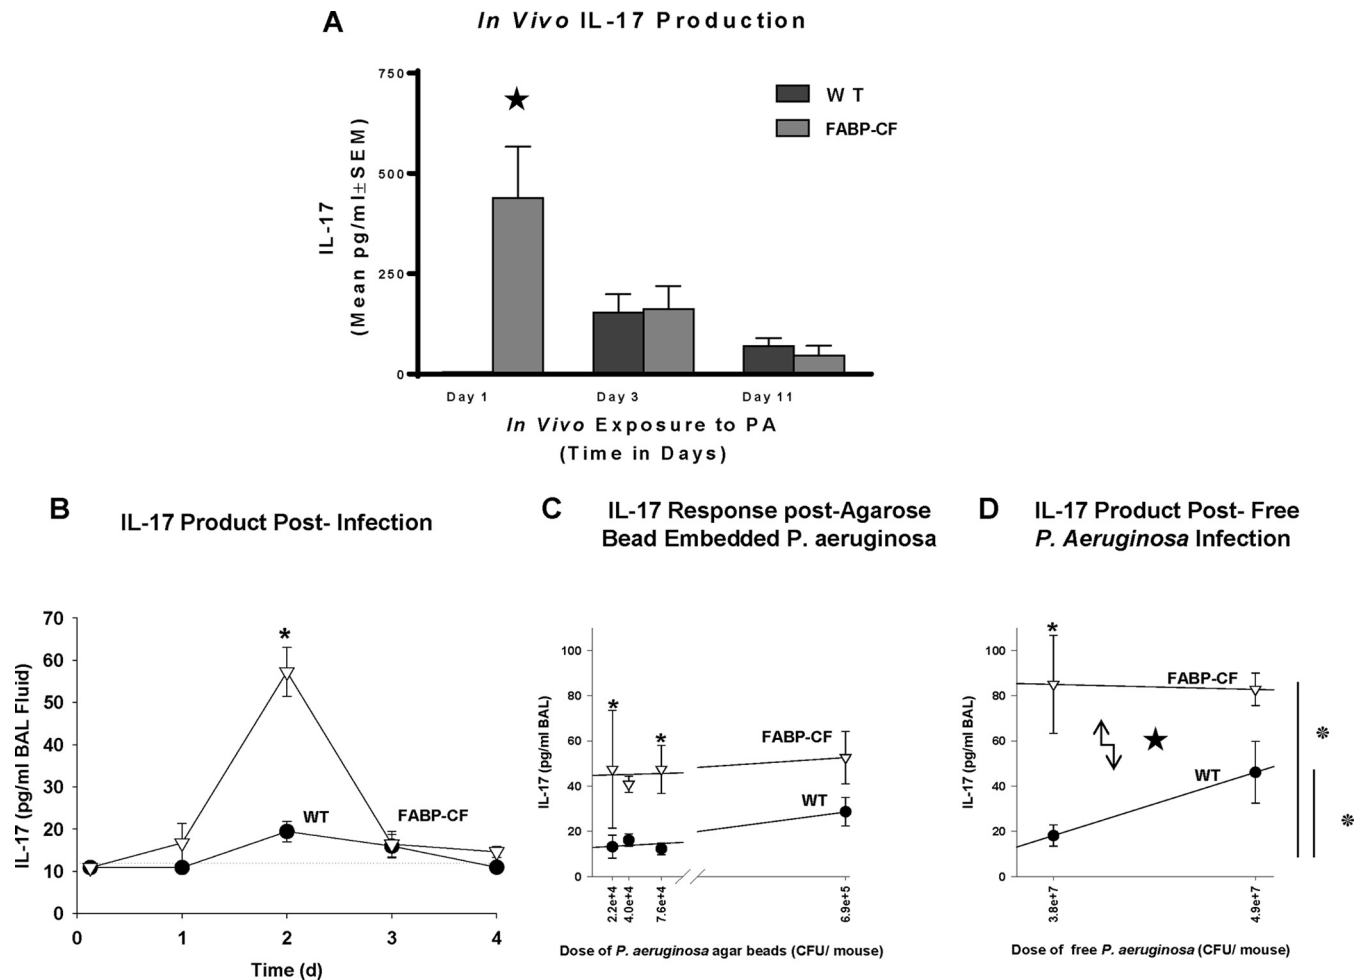 A
In Vivo IL-17 Production
IL-17
(Mean pg/ml±SEM)
750
500
250
0
★
W T
FABP-CF
Day 1
Day 3
Day 11
In Vivo Exposure to PA
(Time in Days)
B
IL-17 Product Post- Infection
IL-17 (pg/ml BAL Fluid)
70
60
50
40
30
20
10
0
*
WT
FABP-CF
0
1
2
3
4
Time (d)
C
IL-17 Response post-Agarose
Bead Embedded P. aeruginosa
IL-17 (pg/ml BAL)
100
80
60
40
20
0
*
*
FABP-CF
WT
2.2e+4
4.0e+4
7.6e+4
6.9e+5
Dose of P. aeruginosa agar beads (CFU/ mouse)
D
IL-17 Product Post- Free
P. Aeruginosa Infection
IL-17 (pg/ml BAL)
100
80
60
40
20
0
*
FABP-CF
★
WT
*
*
3.8e+7
4.9e+7
Dose of free P. aeruginosa (CFU/ mouse)